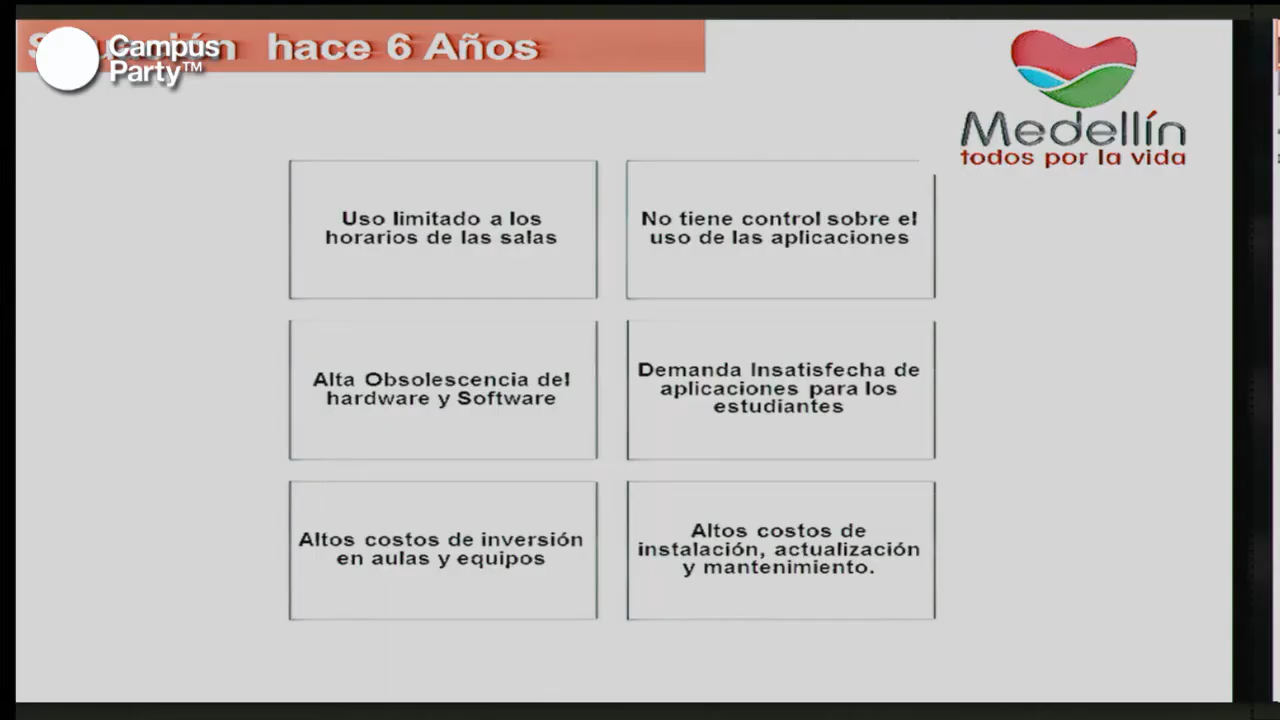 hace 6 Años
Campus
Party™
Medellín
todos por la vida
Uso limitado a los
horarios de las salas
No tiene control sobre el
uso de las aplicaciones
Alta Obsolescencia del
hardware y Software
Demanda Insatisfecha de
aplicaciones para los
estudiantes
Altos costos de inversión
en aulas y equipos
Altos costos de
instalación, actualización
y mantenimiento.